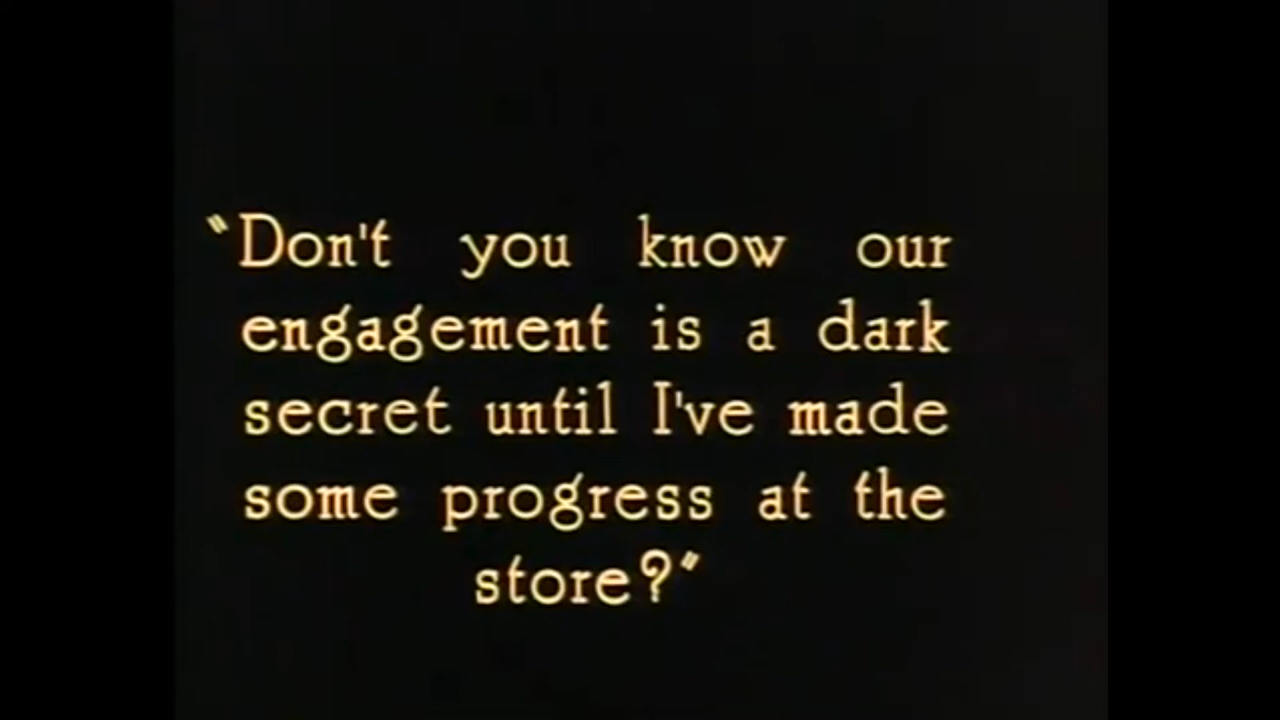 "Don't you know our
engagement is a dark
secret until I've made
some progress at the
store?"